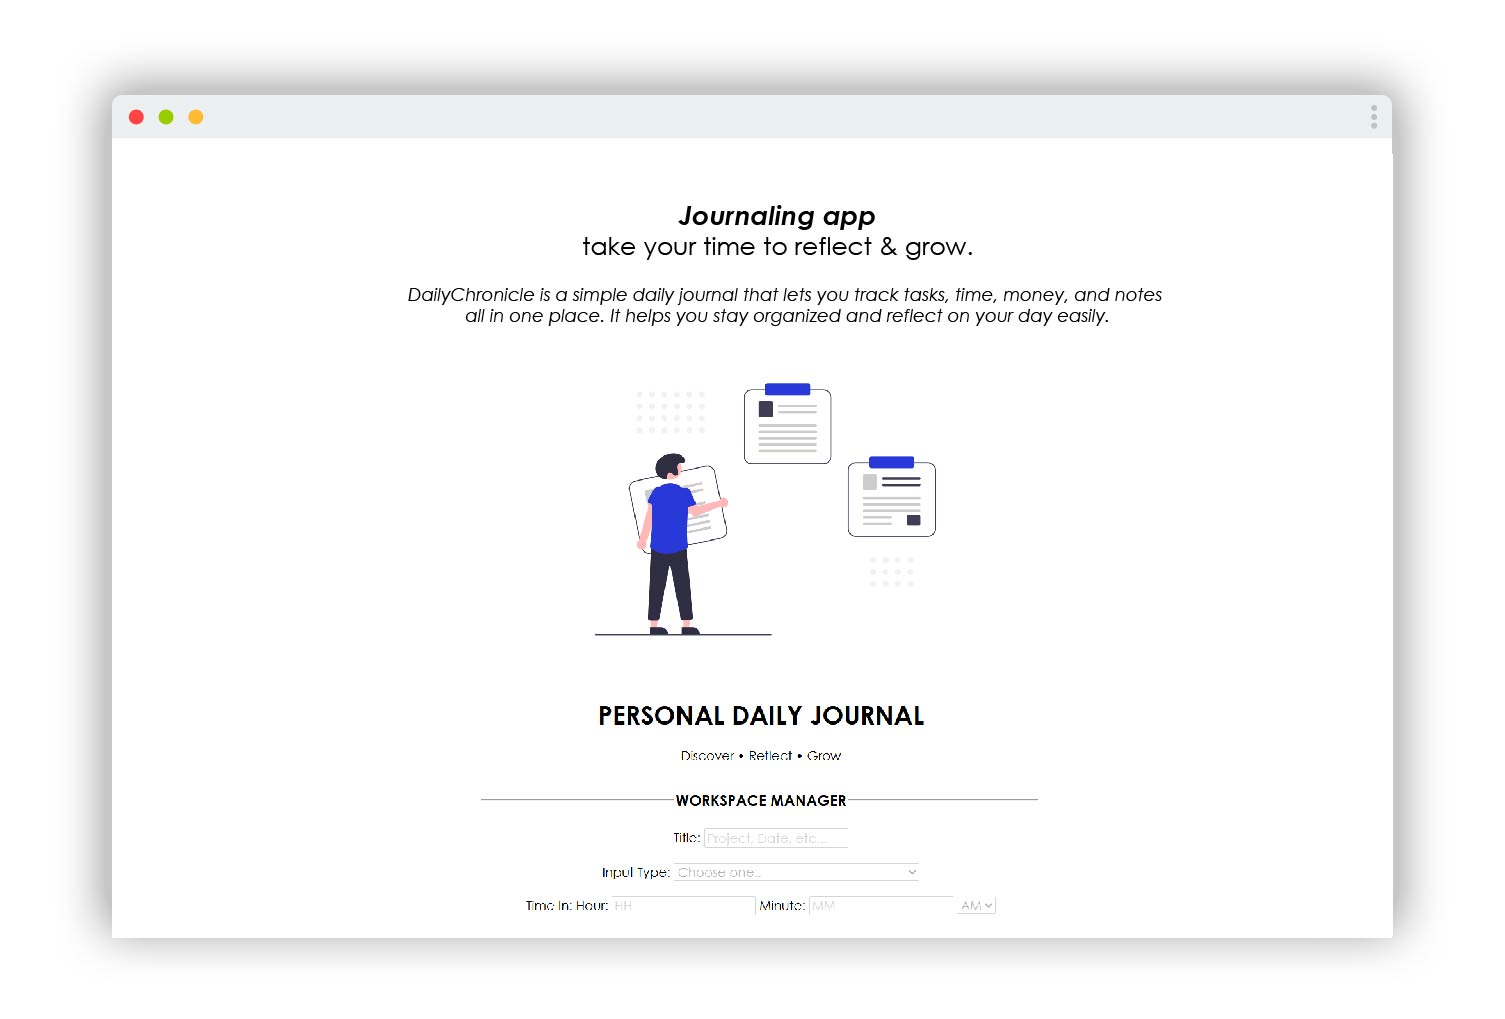 Journaling app
take your time to reflect & grow.
DailyChronicle is a simple daily journal that lets you track tasks, time, money, and notes
all in one place. It helps you stay organized and reflect on your day easily.
PERSONAL DAILY JOURNAL
Discover • Reflect • Grow
WORKSPACE MANAGER
Title: Project, Date, etc...
Input Type: Choose one..
Time In: Hour: HH Minute: MM AM